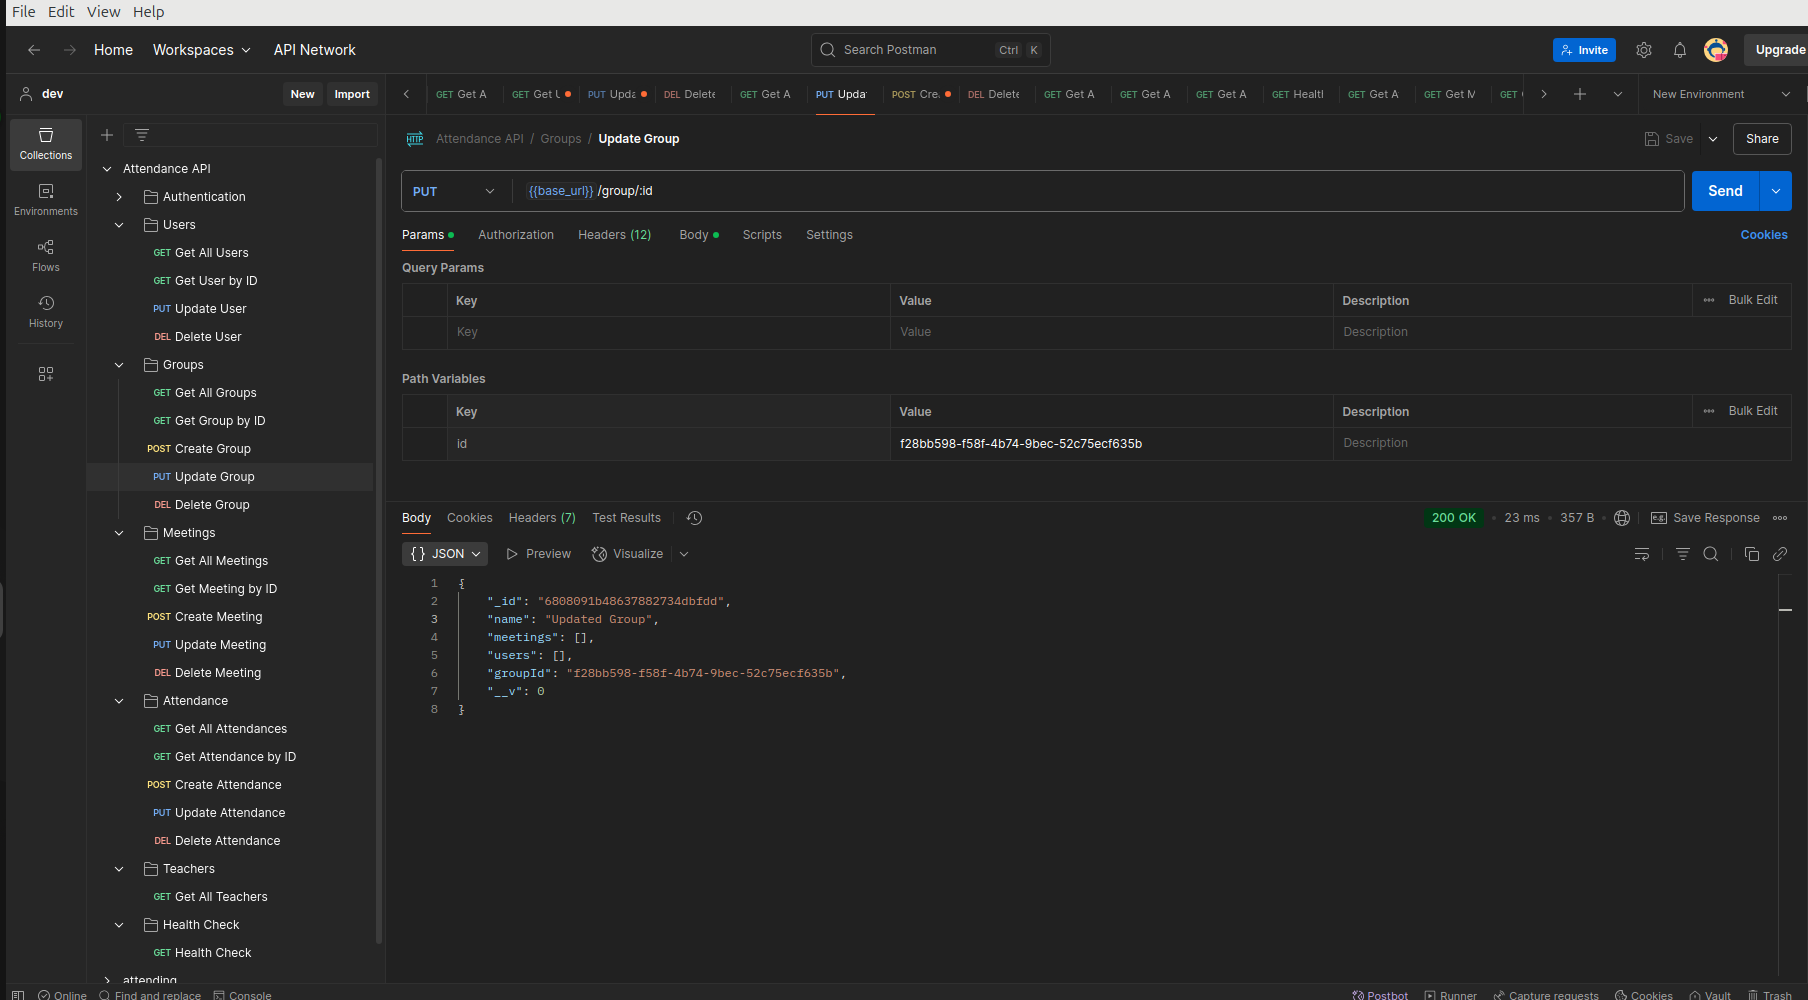 File Edit View Help
Home Workspaces API Network Search Postman Ctrl K Invite Upgrade
dev New Import GET Get A GET Get U PUT Upda DEL Delete GET Get A PUT Upda POST Cre DEL Delete GET Get A GET Get A GET Get A GET Healtl GET Get A GET Get M GET New Environment
Collections
Environments
Flows
History
Attendance API
Authentication
Users
GET Get All Users
GET Get User by ID
PUT Update User
DEL Delete User
Groups
GET Get All Groups
GET Get Group by ID
POST Create Group
PUT Update Group
DEL Delete Group
Meetings
GET Get All Meetings
GET Get Meeting by ID
POST Create Meeting
PUT Update Meeting
DEL Delete Meeting
Attendance
GET Get All Attendances
GET Get Attendance by ID
POST Create Attendance
PUT Update Attendance
DEL Delete Attendance
Teachers
GET Get All Teachers
Health Check
GET Health Check
attending
HTTP Attendance API / Groups / Update Group Save Share
PUT {{base_url}} /group/:id Send
Params Authorization Headers (12) Body Scripts Settings Cookies
Query Params
Key Value Description Bulk Edit
Key Value Description
Path Variables
Key Value Description Bulk Edit
id f28bb598-f58f-4b74-9bec-52c75ecf635b Description
Body Cookies Headers (7) Test Results 200 OK 23 ms 357 B e.g. Save Response
{} JSON Preview Visualize
1 {
2 "_id": "6808091b48637882734dbfdd",
3 "name": "Updated Group",
4 "meetings": [],
5 "users": [],
6 "groupId": "f28bb598-f58f-4b74-9bec-52c75ecf635b",
7 "__v": 0
8 }
Online Find and replace Console Postbot Runner Capture requests Cookies Vault Trash